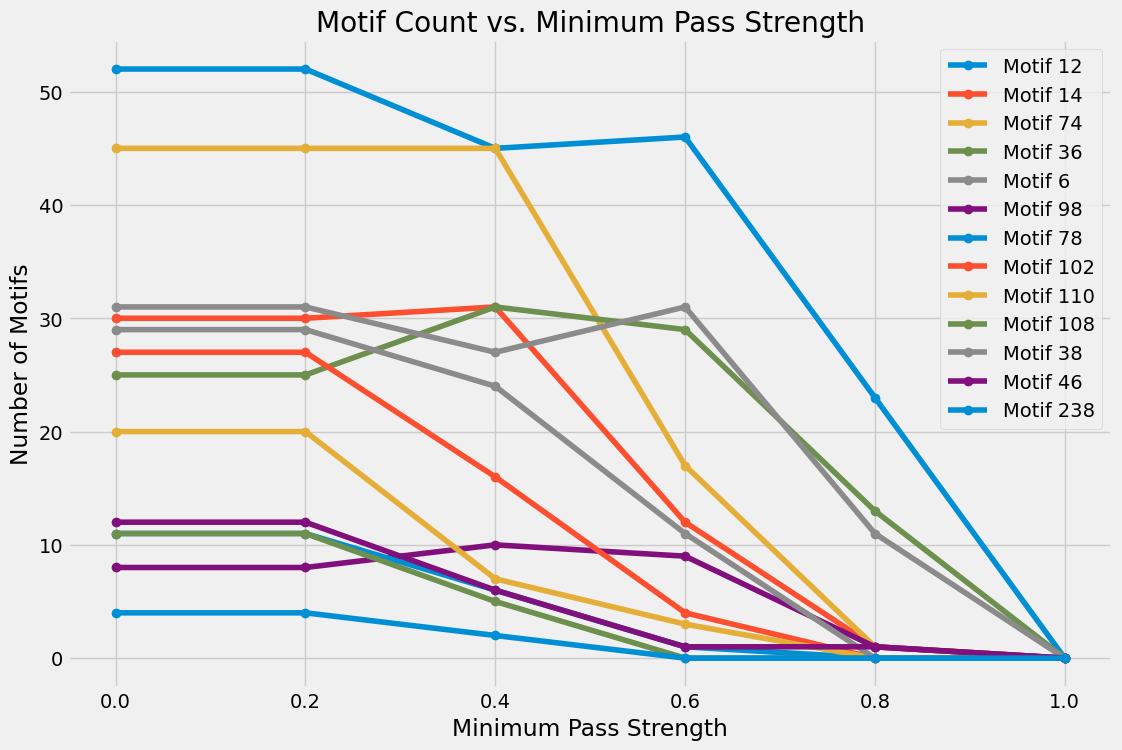 Motif Count vs. Minimum Pass Strength
Number of Motifs
50
40
30
20
10
0
0.0 0.2 0.4 0.6 0.8 1.0
Minimum Pass Strength
Motif 12
Motif 14
Motif 74
Motif 36
Motif 6
Motif 98
Motif 78
Motif 102
Motif 110
Motif 108
Motif 38
Motif 46
Motif 238